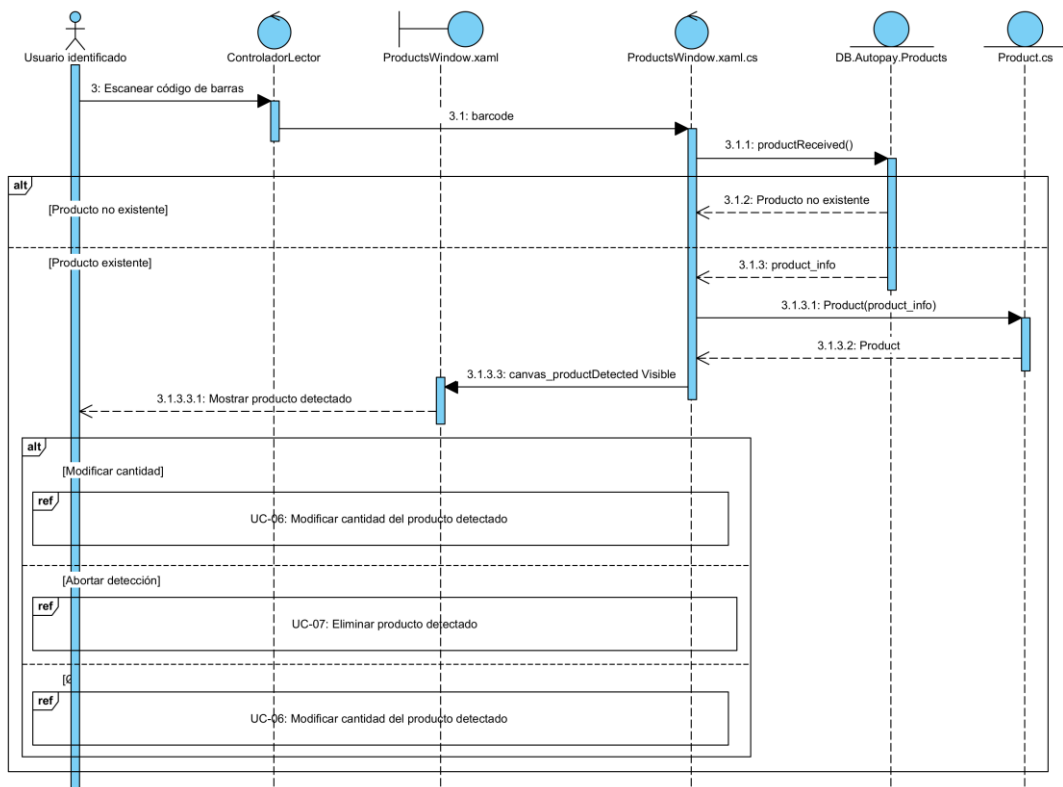 Usuario identificado
ControladorLector
ProductsWindow.xaml
ProductsWindow.xaml.cs
DB.Autopay.Products
Product.cs
3: Escanear código de barras
3.1: barcode
3.1.1: productReceived()
alt
[Producto no existente]
3.1.2: Producto no existente
[Producto existente]
3.1.3: product_info
3.1.3.1: Product(product_info)
3.1.3.2: Product
3.1.3.3: canvas_productDetected Visible
3.1.3.3.1: Mostrar producto detectado
alt
[Modificar cantidad]
ref
UC-06: Modificar cantidad del producto detectado
[Abortar detección]
ref
UC-07: Eliminar producto detectado
ref
UC-06: Modificar cantidad del producto detectado